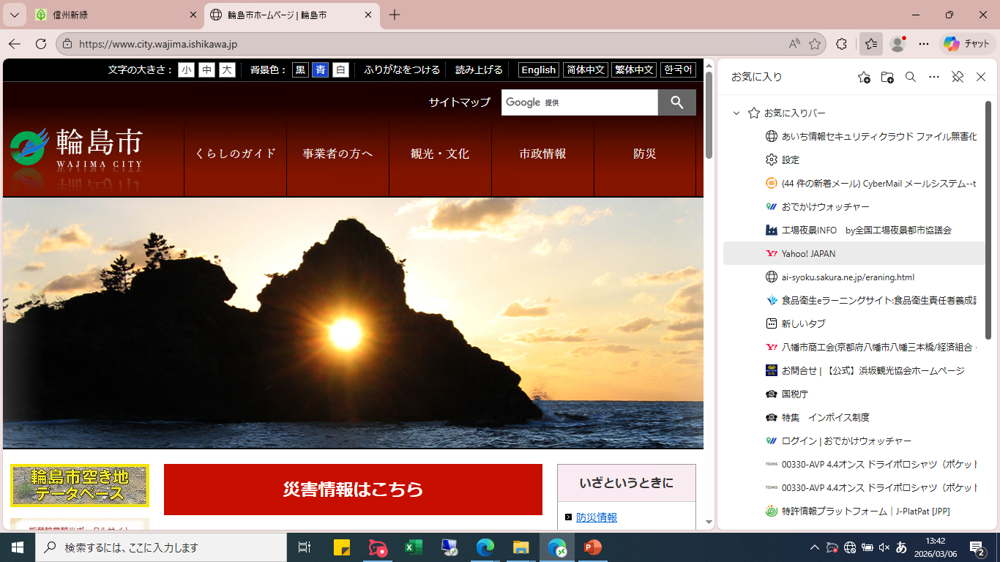 信州新緑
輪島市ホームページ | 輪島市
https://www.city.wajima.ishikawa.jp
チャット
文字の大きさ： 小 中 大
背景色： 黒 青 白
ふりがなをつける
読み上げる
English 简体中文 繁体中文 한국어
サイトマップ
Google 提供
輪島市
WAJIMA CITY
くらしのガイド
事業者の方へ
観光・文化
市政情報
防災
輪島市空き地
データベース
災害情報はこちら
いざというときに
防災情報
お気に入り
お気に入りバー
あいち情報セキュリティクラウド ファイル無害化
設定
(44 件の新着メール) CyberMail メールシステム--t
おでかけウォッチャー
工場夜景INFO　by全国工場夜景都市協議会
Yahoo! JAPAN
ai-syoku.sakura.ne.jp/eraning.html
食品衛生eラーニングサイト:食品衛生責任者養成
新しいタブ
八幡市商工会(京都府八幡市八幡三本橋/経済組合・
お問合せ | 【公式】浜坂観光協会ホームページ
国税庁
特集　インボイス制度
ログイン | おでかけウォッチャー
TOMS 00330-AVP 4.4オンス ドライポロシャツ（ポケット
TOMS 00330-AVP 4.4オンス ドライポロシャツ（ポケット
特許情報プラットフォーム｜J-PlatPat [JPP]
検索するには、ここに入力します
あ
13:42
2026/03/06
2